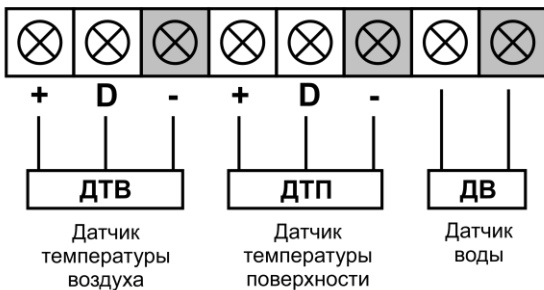 + D - + D -
ДТВ ДТП ДВ
Датчик температуры воздуха
Датчик температуры поверхности
Датчик воды